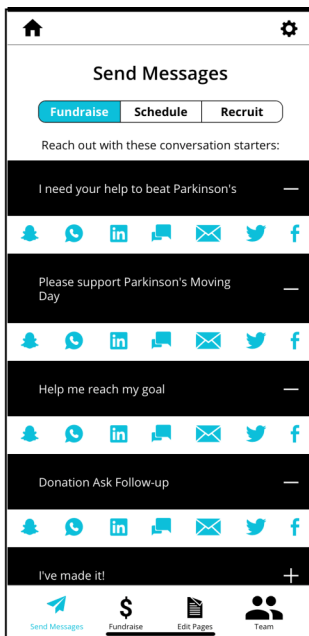 Send Messages
Fundraise Schedule Recruit
Reach out with these conversation starters:
I need your help to beat Parkinson's
Please support Parkinson's Moving
Day
Help me reach my goal
Donation Ask Follow-up
I've made it!
Send Messages Fundraise Edit Pages Team